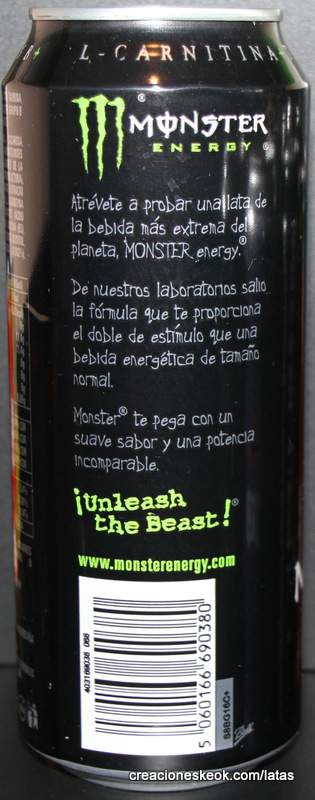 B+ L-CARNITINA
MONSTER
ENERGY
Atrévete a probar una lata de
la bebida más extrema del
planeta, MONSTER energy.®
De nuestros laboratorios salio
la fórmula que te proporciona
el doble de estímulo que una
bebida energética de tamaño
normal.
Monster® te pega con un
suave sabor y una potencia
incomparable.
¡Unleash
the Beast!®
www.monsterenergy.com
403169038 068
5 060166 690380
creacioneskeok.com/latas